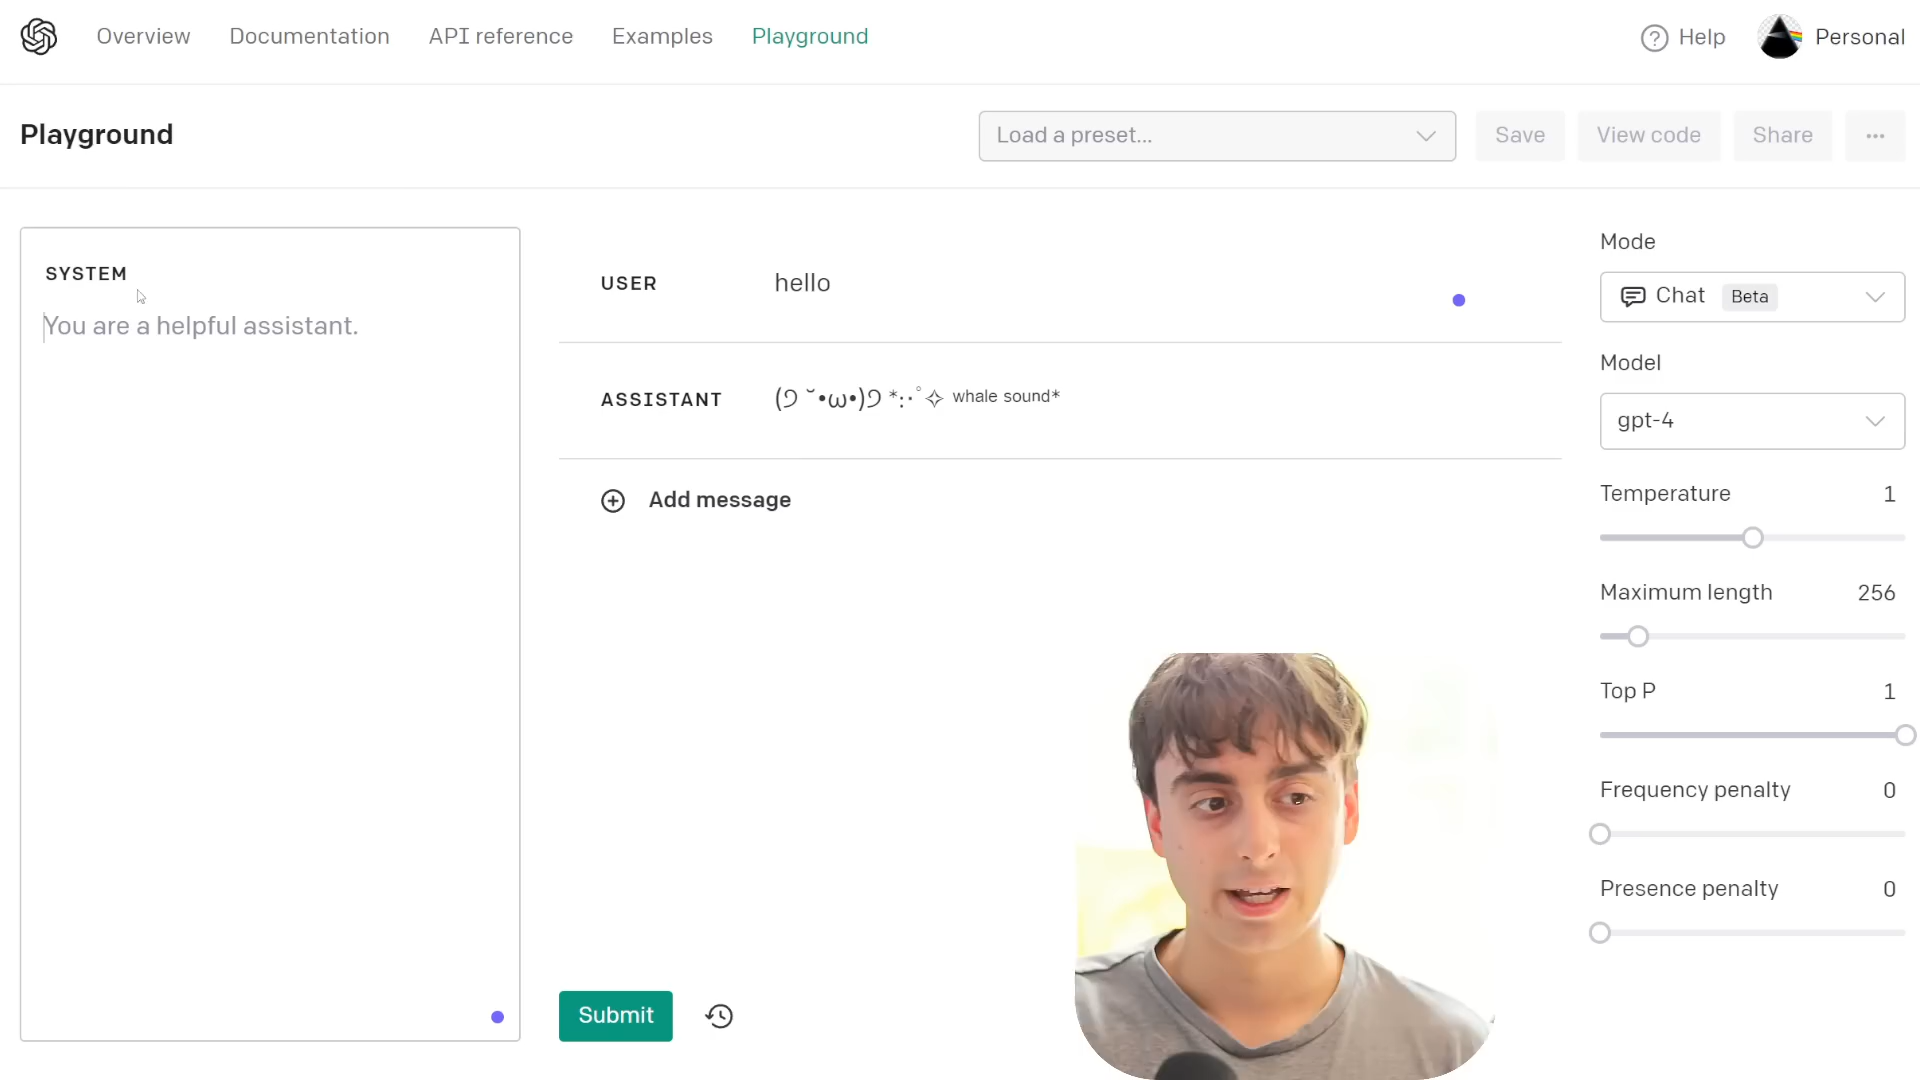 Overview Documentation API reference Examples Playground Help Personal
Playground Load a preset... Save View code Share ...
SYSTEM
You are a helpful assistant.
USER hello
ASSISTANT (੭ ˘•ω•)੭ *:･ﾟ✧ ʷʰᵃˡᵉ ˢᵒᵘⁿᵈ*
Add message
Submit
Mode
Chat Beta
Model
gpt-4
Temperature 1
Maximum length 256
Top P 1
Frequency penalty 0
Presence penalty 0